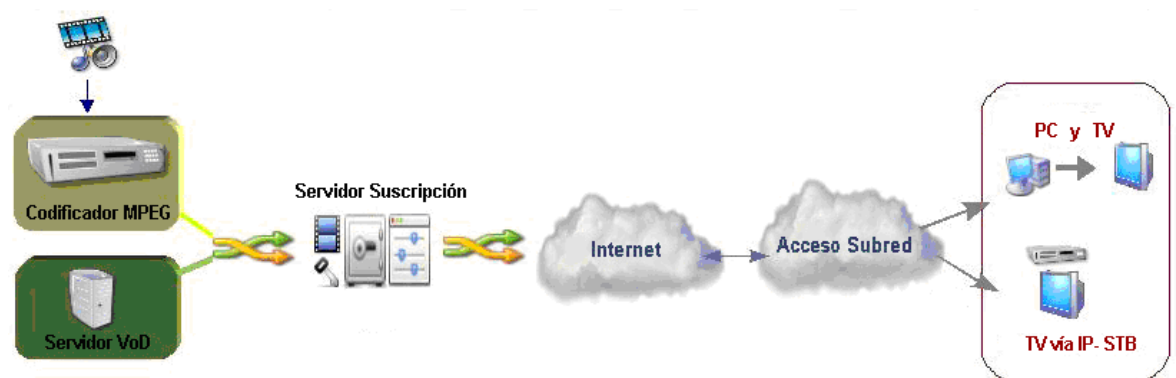 Codificador MPEG
Servidor VoD
Servidor Suscripción
Internet
Acceso Subred
PC y TV
TV vía IP- STB